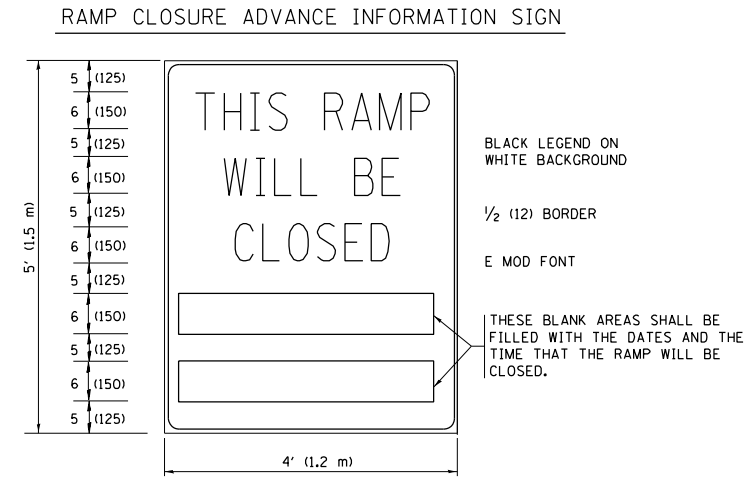 RAMP CLOSURE ADVANCE INFORMATION SIGN
5 (125)
6 (150)
5 (125)
6 (150)
5 (125)
6 (150)
5 (125)
6 (150)
5 (125)
6 (150)
5 (125)
5' (1.5 m)
THIS RAMP
WILL BE
CLOSED
4' (1.2 m)
BLACK LEGEND ON
WHITE BACKGROUND
1/2 (12) BORDER
E MOD FONT
THESE BLANK AREAS SHALL BE
FILLED WITH THE DATES AND THE
TIME THAT THE RAMP WILL BE
CLOSED.